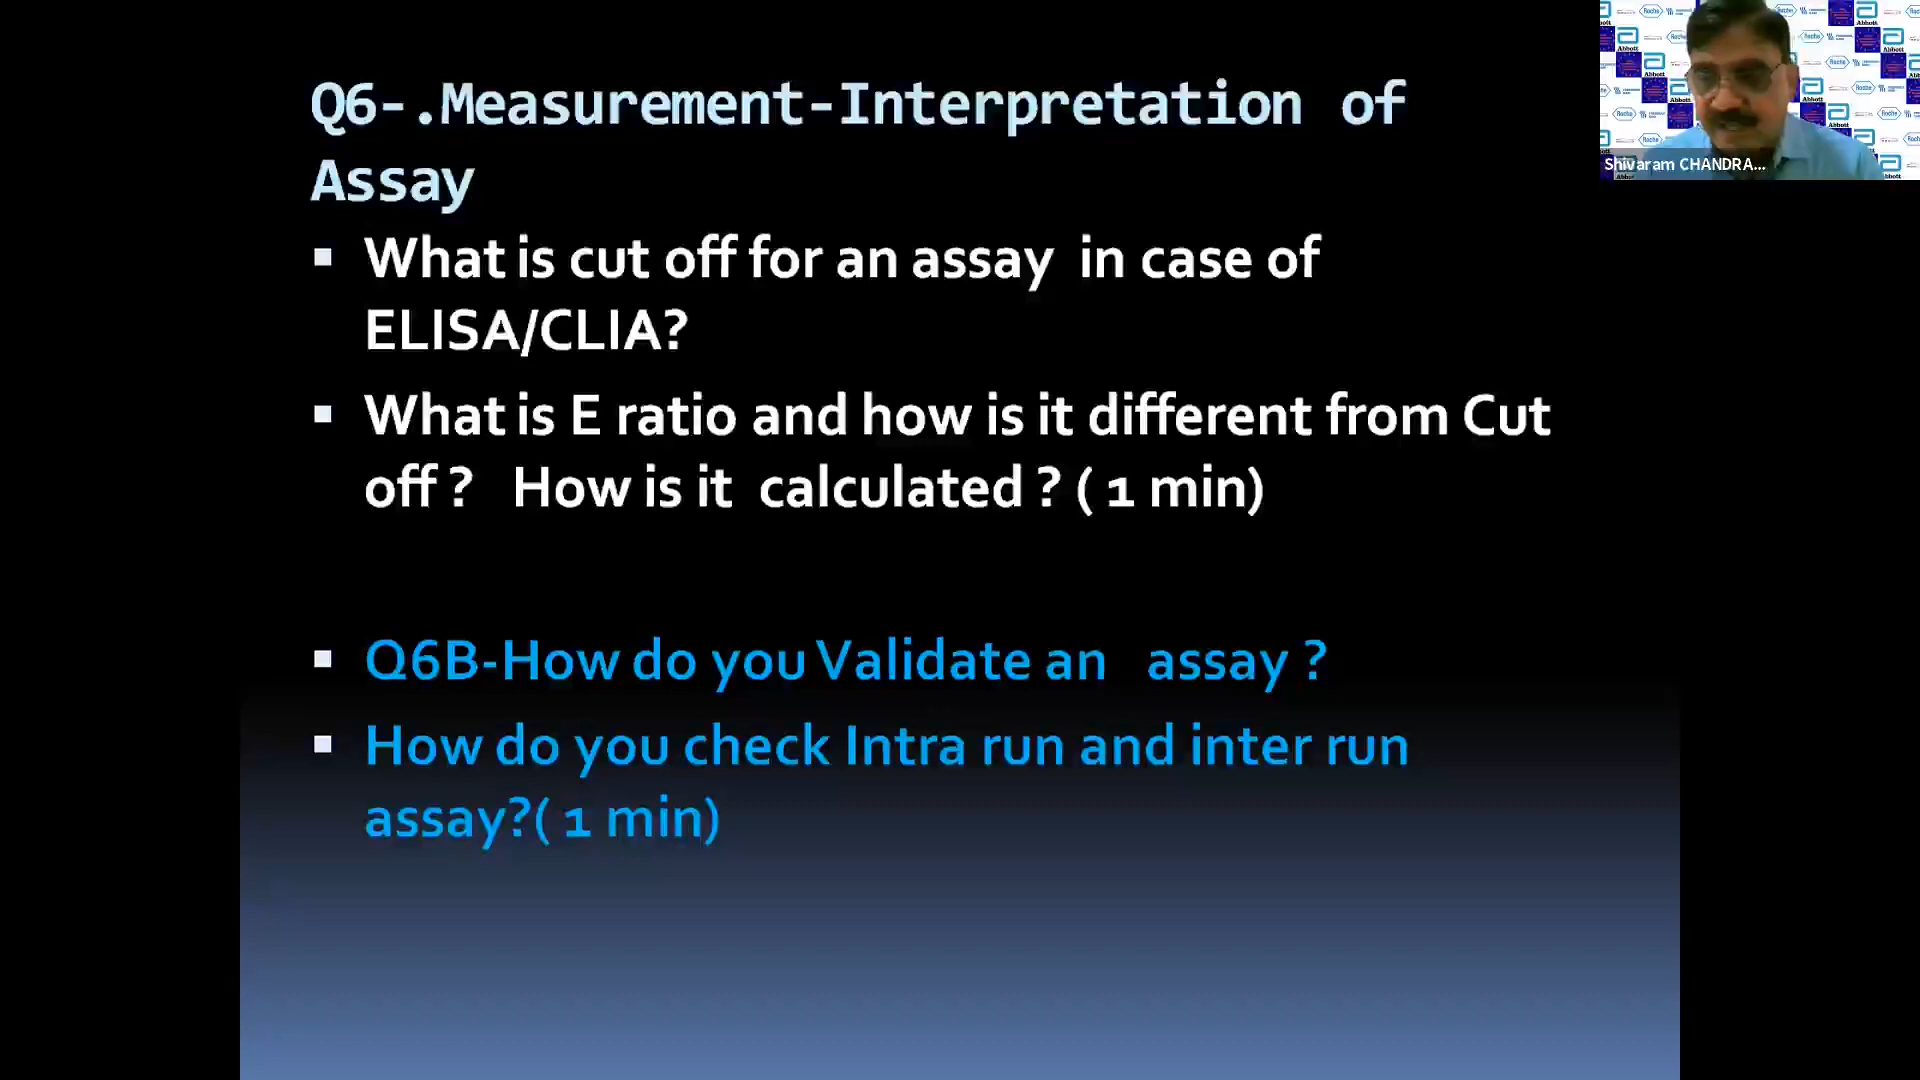 Q6-.Measurement-Interpretation of
Assay
What is cut off for an assay in case of
ELISA/CLIA?
What is E ratio and how is it different from Cut
off ? How is it calculated ? ( 1 min)
Q6B-How do you Validate an assay ?
How do you check Intra run and inter run
assay?( 1 min)
Shivaram CHANDRA...
Roche
Abbott